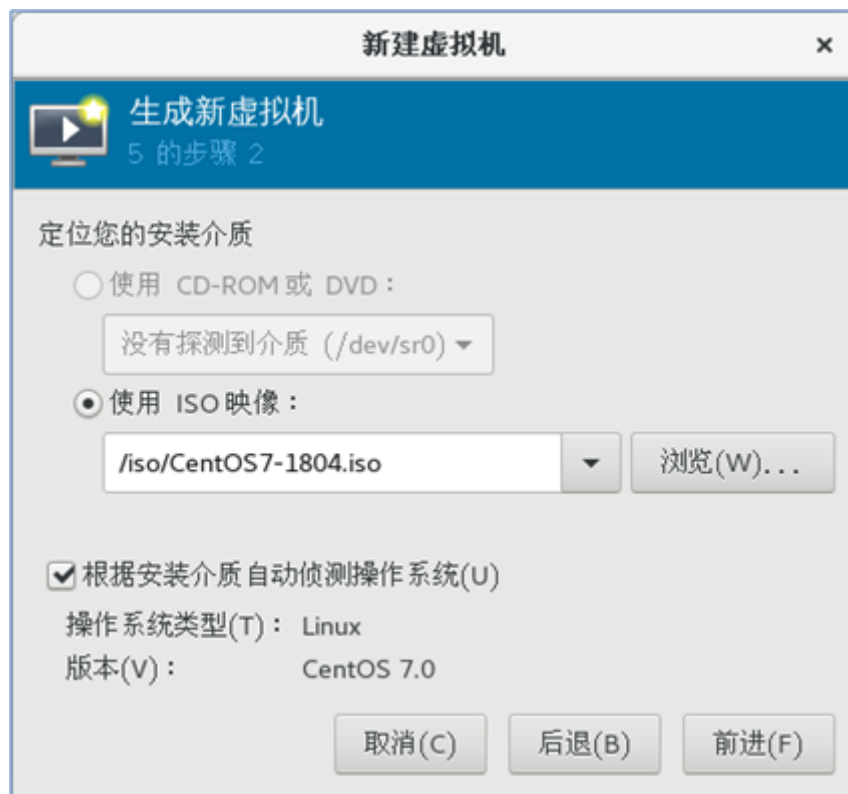 新建虚拟机 ×
生成新虚拟机
5 的步骤 2
定位您的安装介质
使用 CD-ROM 或 DVD：
没有探测到介质 (/dev/sr0)
使用 ISO 映像：
/iso/CentOS7-1804.iso 浏览(W)...
根据安装介质自动侦测操作系统(U)
操作系统类型(T)： Linux
版本(V)： CentOS 7.0
取消(C) 后退(B) 前进(F)